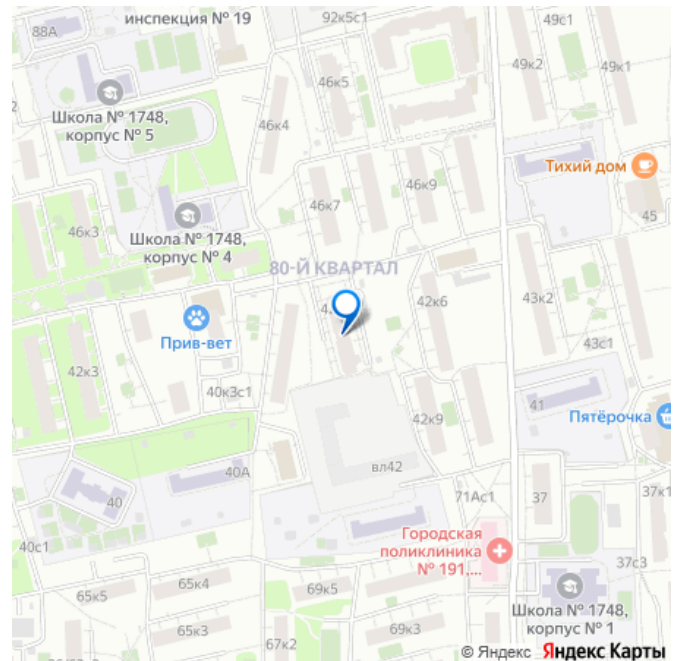 инспекция № 19
92к5с1
49с1
88А
46к5
49к2
49к1
Школа № 1748,
корпус № 5
46к4
Тихий дом
46к7
46к9
45
46к3
Школа № 1748,
корпус № 4
80-Й КВАРТАЛ
42к6
43к2
Прив-вет
43с1
42к3
40к3с1
41
Пятёрочка
42к9
40А
вл42
40
71Ас1
37
37к1
Городская
поликлиника
№ 191,...
40с1
37с3
65к4
69к5
65к5
Школа № 1748,
корпус № 1
65к3
69к3
67к2
© Яндекс Яндекс Карты